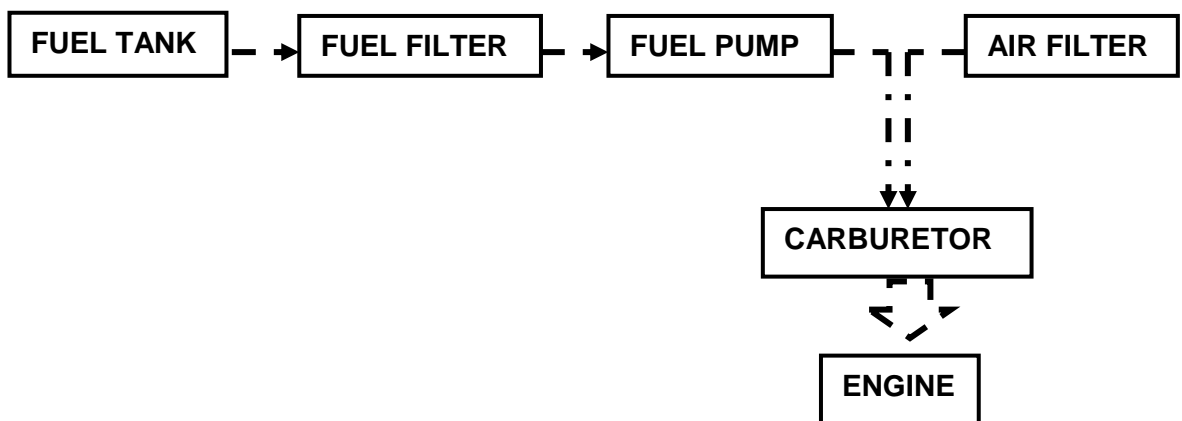 FUEL TANK
FUEL FILTER
FUEL PUMP
AIR FILTER
CARBURETOR
ENGINE